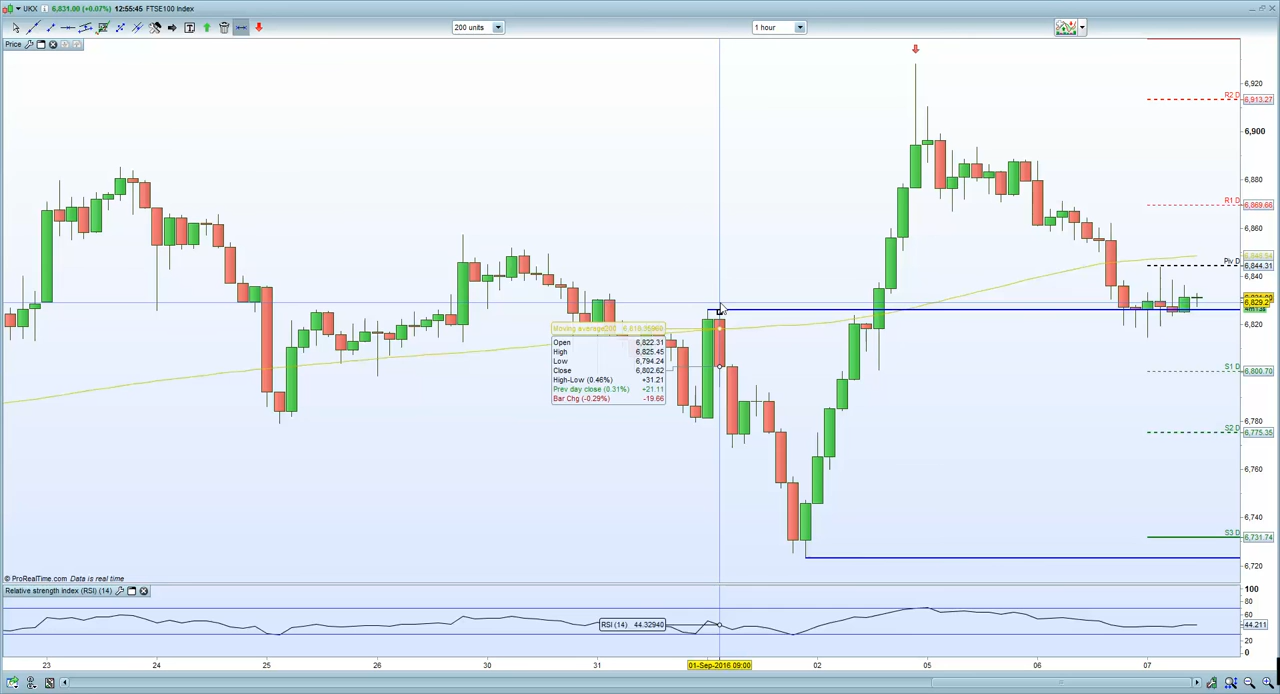 UKX 6,831.00 (+0.07%) 12:55:45 FTSE100 Index
200 units
1 hour
Price
6,920
R2 D 6,913.27
6,900
6,880
R1 D 6,869.66
6,860
Piv D 6,844.31
6,840
6,829.2
6,820
Moving average200
Open 6,822.31
High 6,825.45
Low 6,794.24
Close 6,802.62
High-Low (0.46%) +31.21
Prev day close (0.31%) +21.11
Bar Chg (-0.29%) -19.66
S1 D 6,800.70
6,780
S2 D 6,775.35
6,760
6,740
S3 D 6,731.74
6,720
© ProRealTime.com Data is real time
Relative strength index (RSI) (14)
100
80
60
RSI (14) 44.32940
44.211
20
0
23 24 25 26 30 31 01-Sep-2016 09:00 02 05 06 07